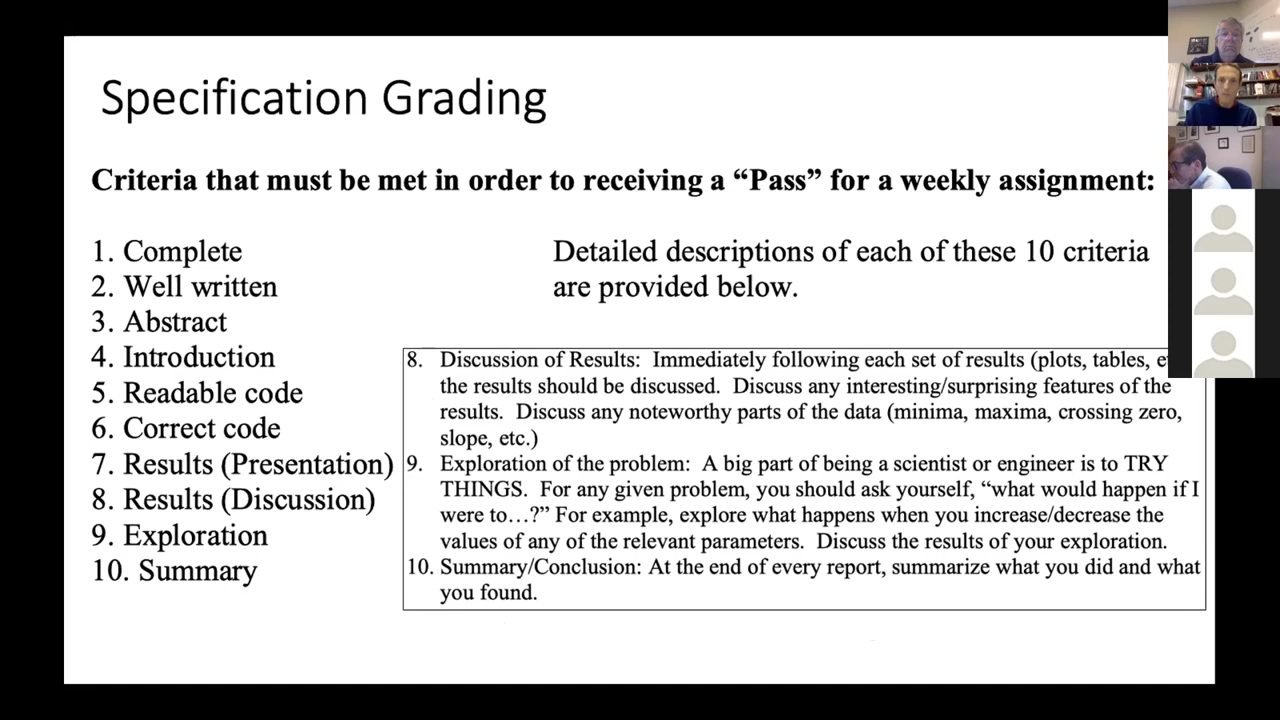 Specification Grading
Criteria that must be met in order to receiving a “Pass” for a weekly assignment:
1. Complete
2. Well written
3. Abstract
4. Introduction
5. Readable code
6. Correct code
7. Results (Presentation)
8. Results (Discussion)
9. Exploration
10. Summary
Detailed descriptions of each of these 10 criteria
are provided below.
8. Discussion of Results: Immediately following each set of results (plots, tables,
the results should be discussed. Discuss any interesting/surprising features of the
results. Discuss any noteworthy parts of the data (minima, maxima, crossing zero,
slope, etc.)
9. Exploration of the problem: A big part of being a scientist or engineer is to TRY
THINGS. For any given problem, you should ask yourself, “what would happen if I
were to…?” For example, explore what happens when you increase/decrease the
values of any of the relevant parameters. Discuss the results of your exploration.
10. Summary/Conclusion: At the end of every report, summarize what you did and what
you found.